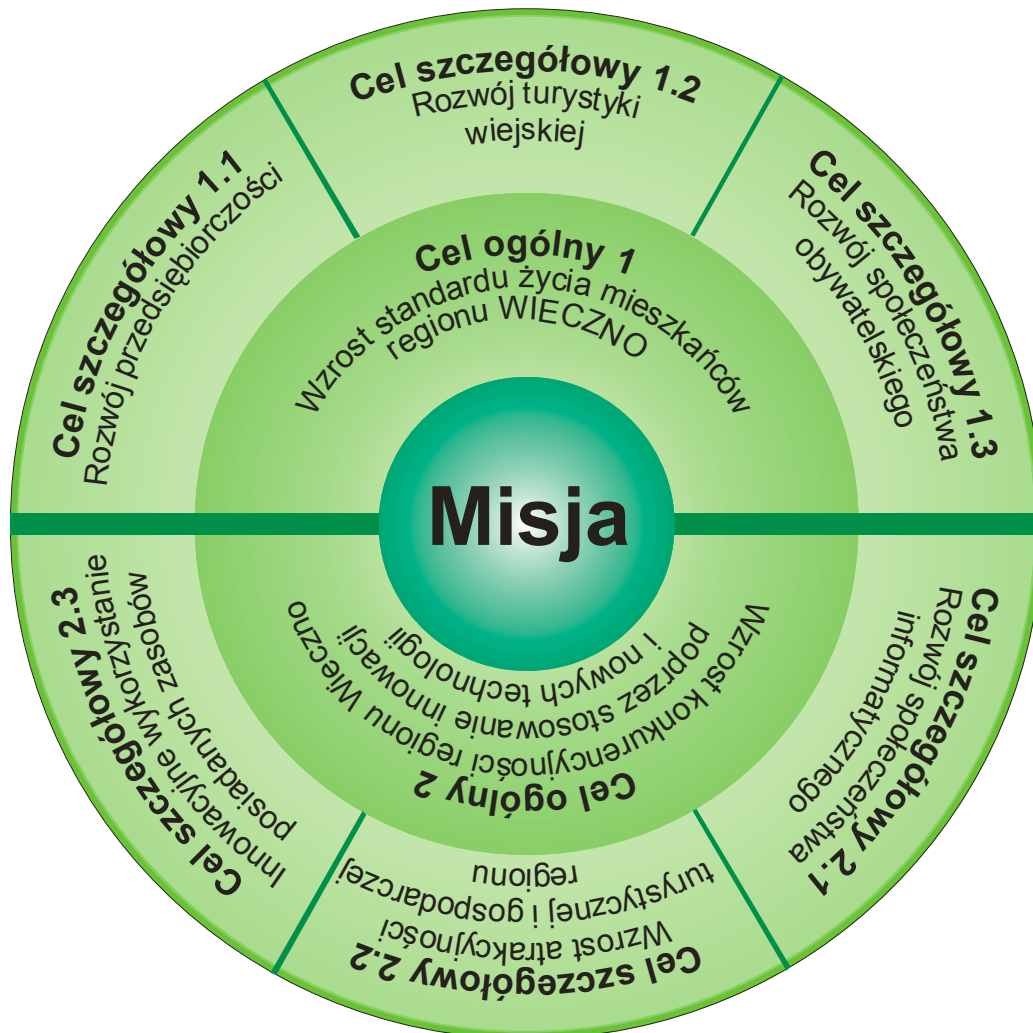 Misja
Cel ogólny 1
Wzrost standardu życia mieszkańców
regionu WIECZNO
Cel szczegółowy 1.1
Rozwój przedsiębiorczości
Cel szczegółowy 1.2
Rozwój turystyki
wiejskiej
Cel szczegółowy 1.3
Rozwój społeczeństwa
obywatelskiego
Cel ogólny 2
Wzrost konkurencyjności regionu Wieczno
poprzez stosowanie innowacji
i nowych technologii
Cel szczegółowy 2.1
Rozwój społeczeństwa
informatycznego
Cel szczegółowy 2.2
Wzrost atrakcyjności
turystycznej i gospodarczej
regionu
Cel szczegółowy 2.3
Innowacyjne wykorzystanie
posiadanych zasobów